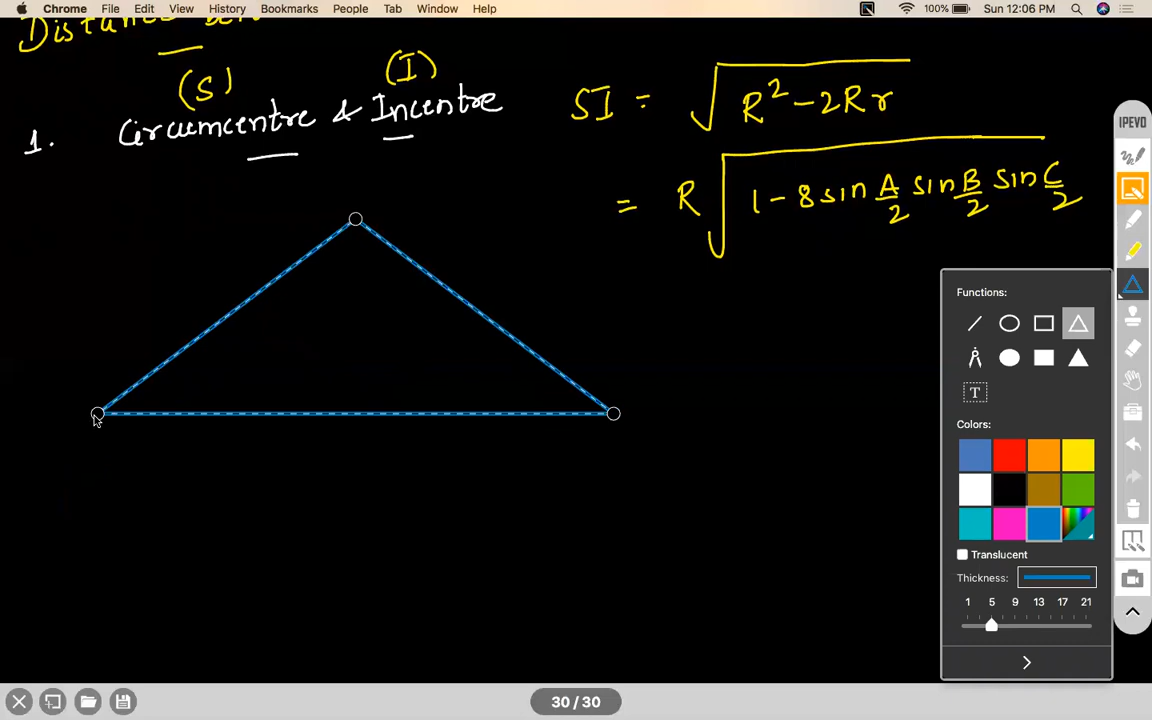 Chrome File Edit View History Bookmarks People Tab Window Help 100% Sun 12:06 PM
Distance
(S) (I)
1. Circumcentre & Incentre
SI = √R² - 2Rr
= R √1 - 8 sin A/2 sin B/2 sin C/2
IPEVO
Functions:
T
Colors:
Translucent
Thickness:
1 5 9 13 17 21
30 / 30